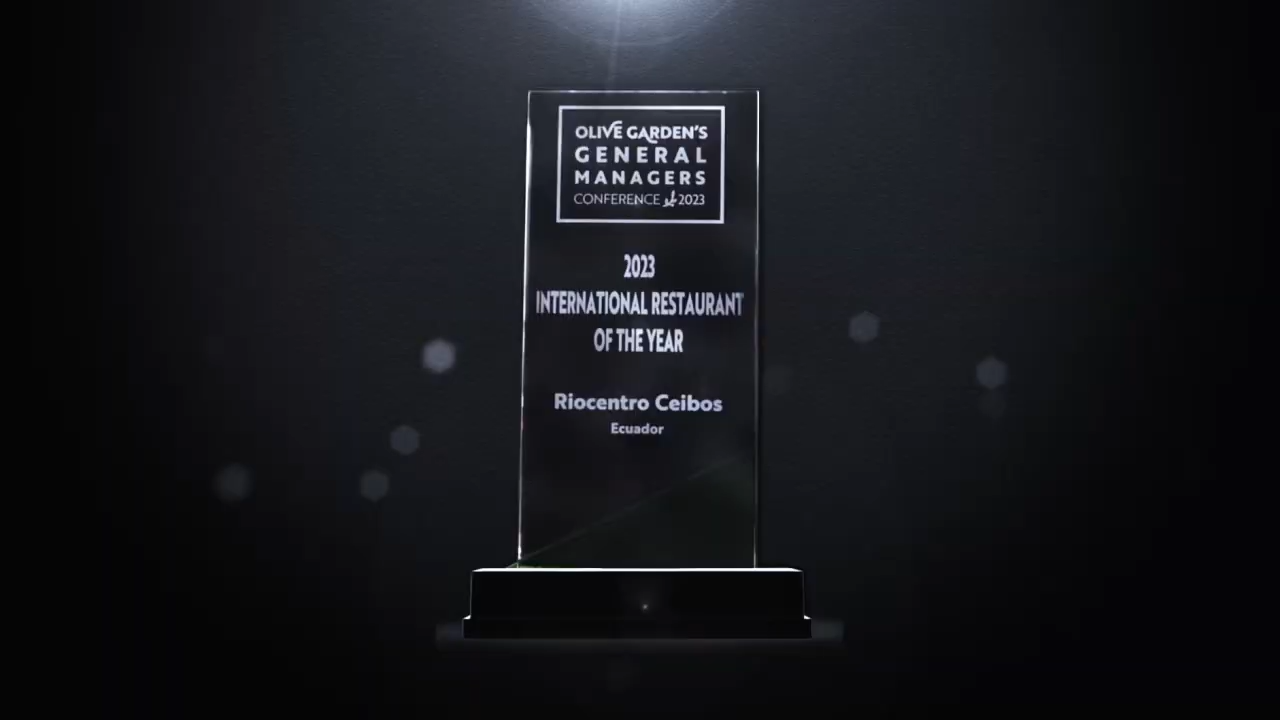 OLIVE GARDEN'S
GENERAL
MANAGERS
CONFERENCE 2023
2023
INTERNATIONAL RESTAURANT
OF THE YEAR
Riocentro Ceibos
Ecuador